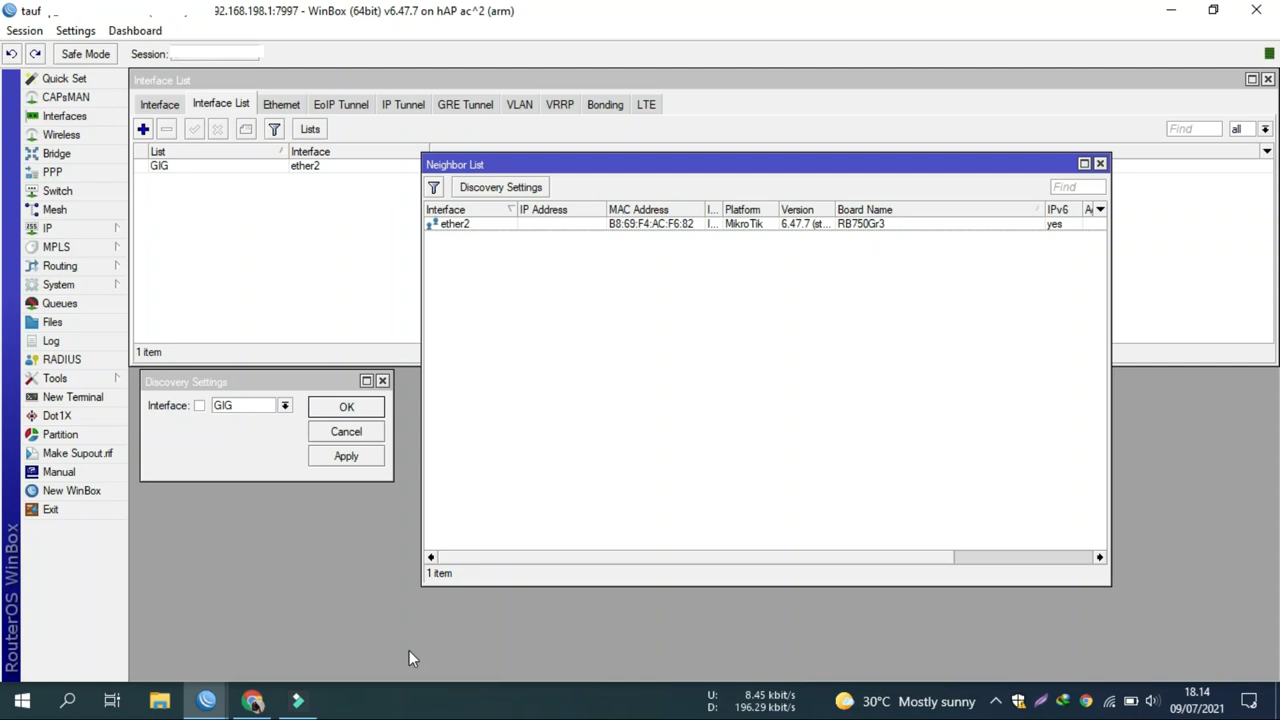 tauf 92.168.198.1:7997 - WinBox (64bit) v6.47.7 on hAP ac^2 (arm)
Session Settings Dashboard
Safe Mode Session:
Quick Set
CAPsMAN
Interfaces
Wireless
Bridge
PPP
Switch
Mesh
IP
MPLS
Routing
System
Queues
Files
Log
RADIUS
Tools
New Terminal
Dot1X
Partition
Make Supout.rif
Manual
New WinBox
Exit
RouterOS WinBox
Interface List
Interface Interface List Ethernet EoIP Tunnel IP Tunnel GRE Tunnel VLAN VRRP Bonding LTE
Lists Find all
List Interface
GIG ether2
1 item
Neighbor List
Discovery Settings Find
Interface IP Address MAC Address I... Platform Version Board Name IPv6
ether2 B8:69:F4:AC:F6:82 I... MikroTik 6.47.7 (st... RB750Gr3 yes
1 item
Discovery Settings
Interface: GIG OK
Cancel
Apply
U: 8.45 kbit/s
D: 196.29 kbit/s
30°C Mostly sunny
18.14
09/07/2021